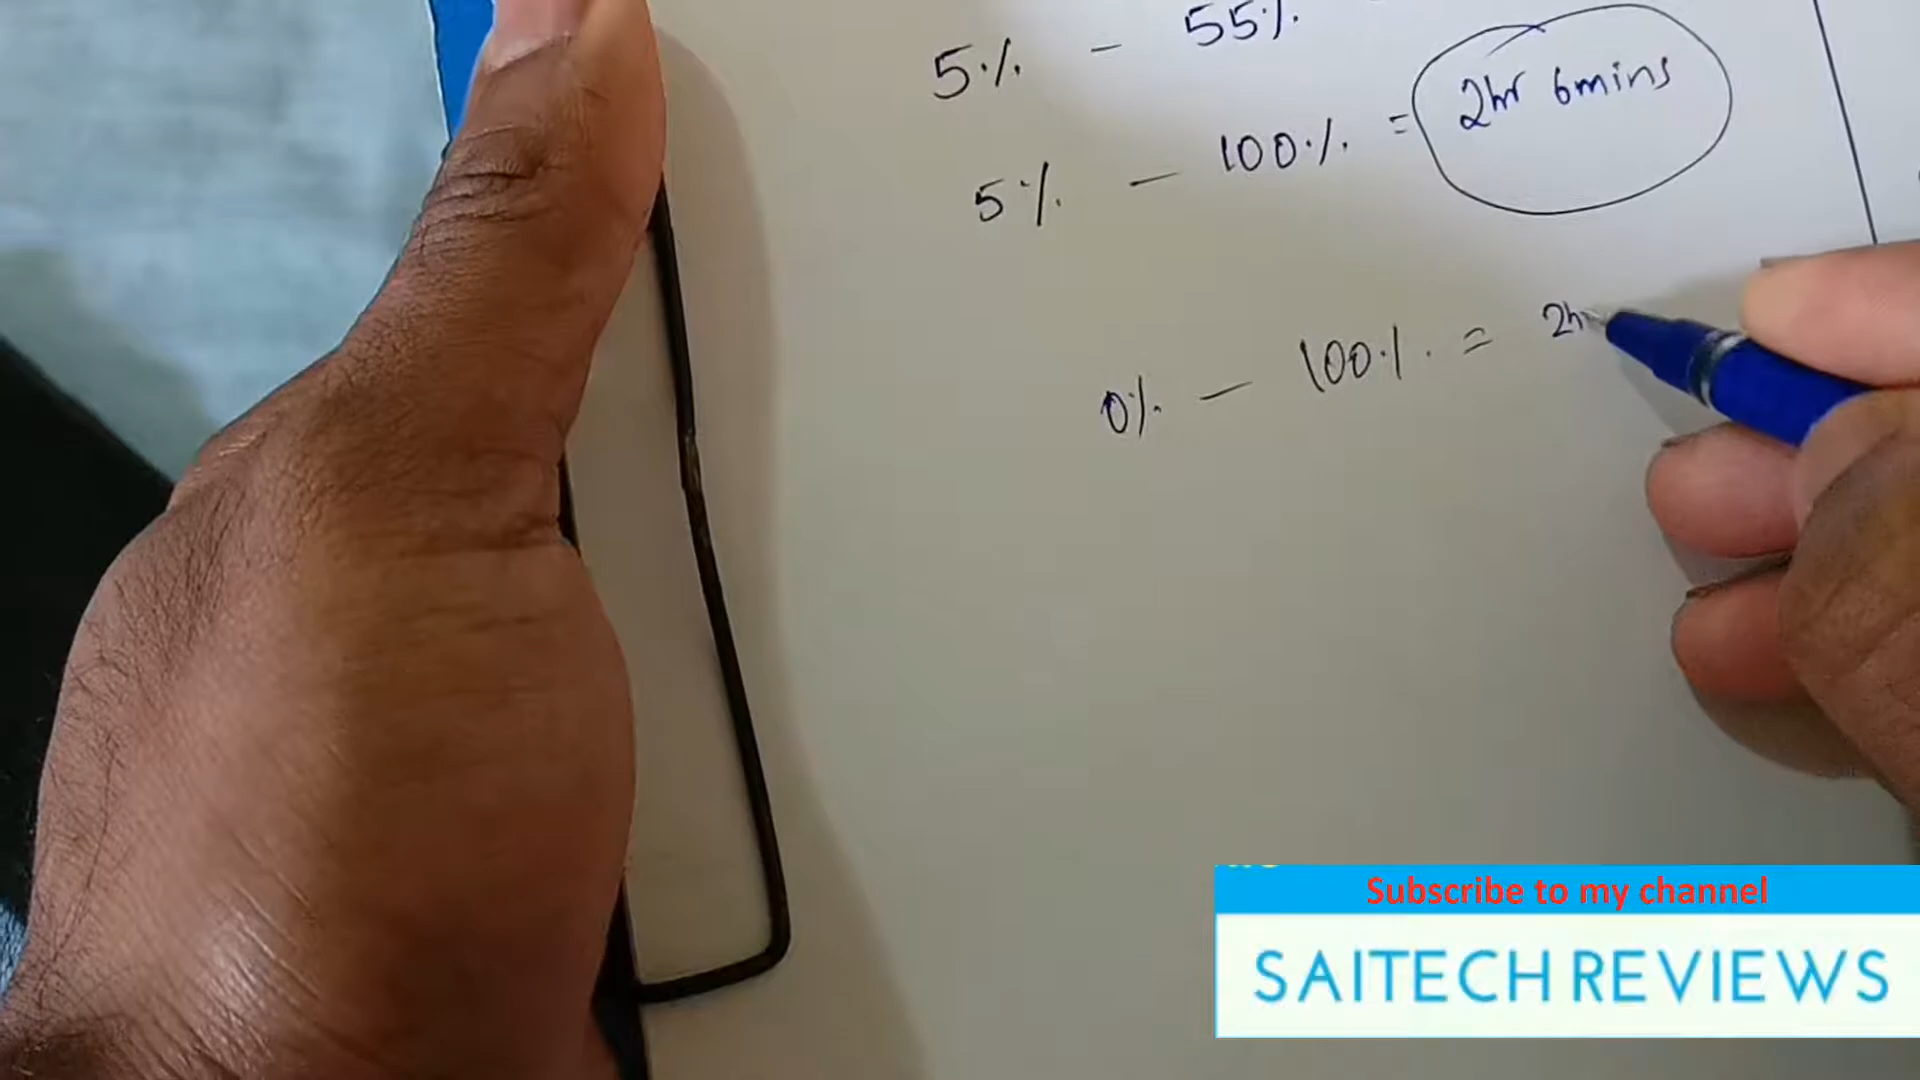 5% - 55%
5% - 100% = 2hr 6mins
0% - 100% = 2h
Subscribe to my channel
SAITECH REVIEWS